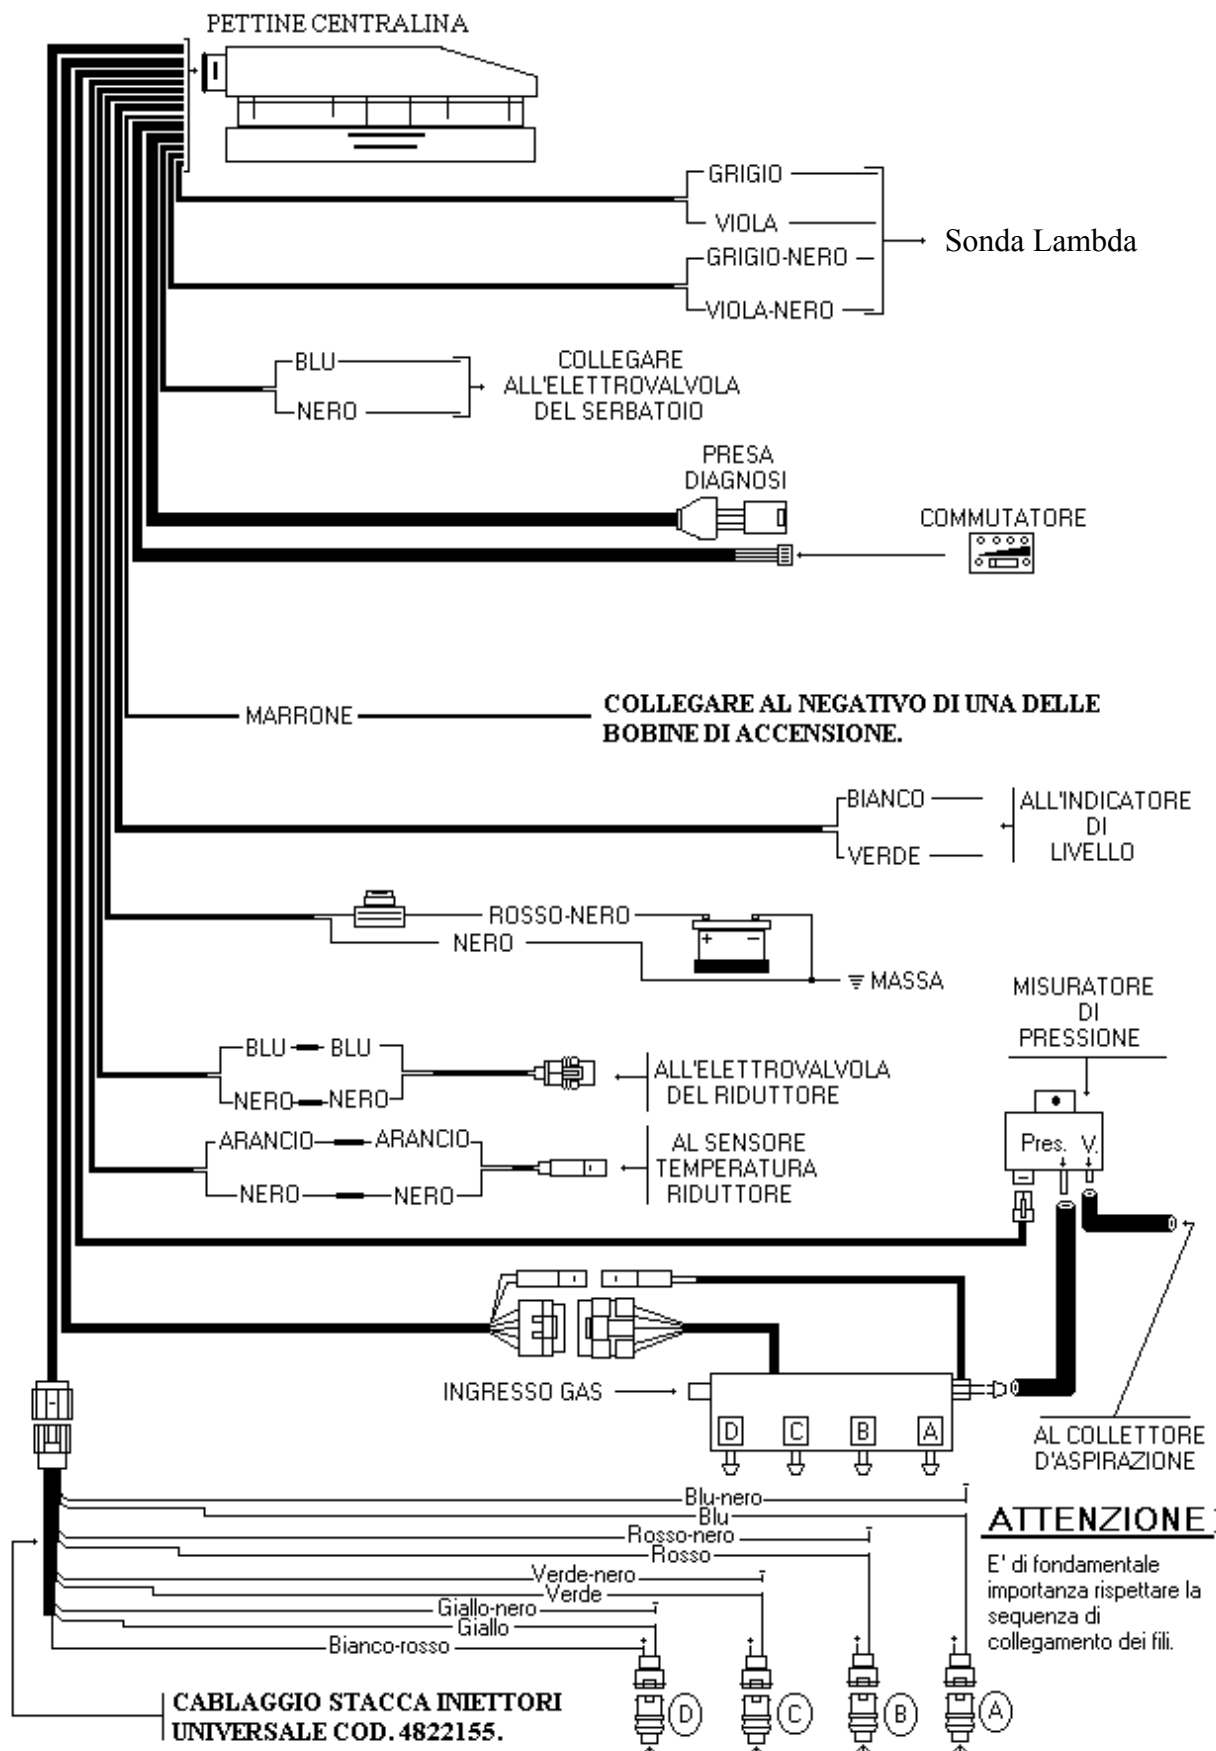 PETTINE CENTRALINA
GRIGIO
VIOLA
GRIGIO-NERO
VIOLA-NERO
Sonda Lambda
BLU
NERO
COLLEGARE
ALL'ELETTROVALVOLA
DEL SERBATOIO
PRESA
DIAGNOSI
COMMUTATORE
MARRONE
COLLEGARE AL NEGATIVO DI UNA DELLE
BOBINE DI ACCENSIONE.
BIANCO
VERDE
ALL'INDICATORE
DI
LIVELLO
ROSSO-NERO
NERO
+ −
MASSA
MISURATORE
DI
PRESSIONE
BLU BLU
NERO NERO
ALL'ELETTROVALVOLA
DEL RIDUTTORE
ARANCIO ARANCIO
NERO NERO
AL SENSORE
TEMPERATURA
RIDUTTORE
Pres. V.
INGRESSO GAS
D C B A
AL COLLETTORE
D'ASPIRAZIONE
Blu-nero
Blu
Rosso-nero
Rosso
Verde-nero
Verde
Giallo-nero
Giallo
Bianco-rosso
ATTENZIONE
E' di fondamentale
importanza rispettare la
sequenza di
collegamento dei fili.
+ + + +
D C B A
CABLAGGIO STACCA INIETTORI
UNIVERSALE COD. 4822155.